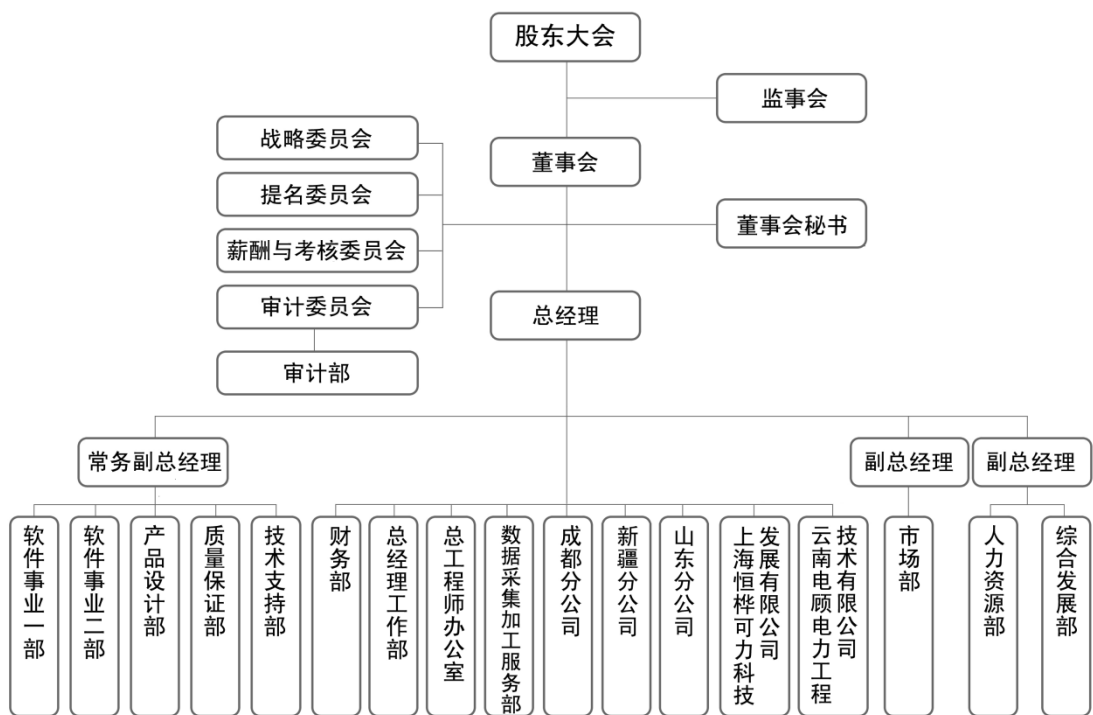 股东大会
监事会
战略委员会
董事会
提名委员会
董事会秘书
薪酬与考核委员会
审计委员会
总经理
审计部
常务副总经理
副总经理
副总经理
软件事业一部
软件事业二部
产品设计部
质量保证部
技术支持部
财务部
总经理工作部
总工程师办公室
数据采集加工服务部
成都分公司
新疆分公司
山东分公司
上海恒桦可力科技
发展有限公司
云南电顾电力工程
技术有限公司
市场部
人力资源部
综合发展部